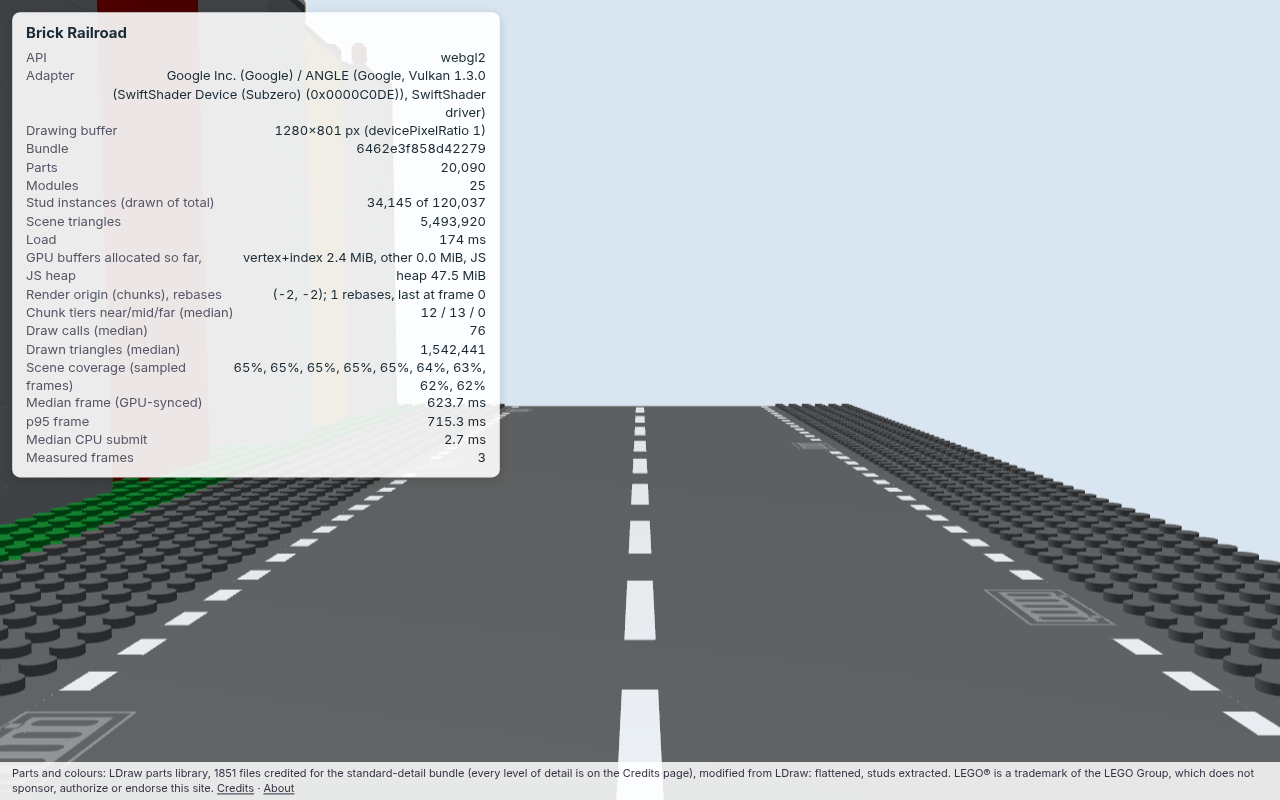 Brick Railroad
API webgl2
Adapter Google Inc. (Google) / ANGLE (Google, Vulkan 1.3.0
(SwiftShader Device (Subzero) (0x0000C0DE)), SwiftShader
driver)
Drawing buffer 1280×801 px (devicePixelRatio 1)
Bundle 6462e3f858d42279
Parts 20,090
Modules 25
Stud instances (drawn of total) 34,145 of 120,037
Scene triangles 5,493,920
Load 174 ms
GPU buffers allocated so far, vertex+index 2.4 MiB, other 0.0 MiB, JS
JS heap heap 47.5 MiB
Render origin (chunks), rebases (-2, -2); 1 rebases, last at frame 0
Chunk tiers near/mid/far (median) 12 / 13 / 0
Draw calls (median) 76
Drawn triangles (median) 1,542,441
Scene coverage (sampled 65%, 65%, 65%, 65%, 65%, 64%, 63%,
frames) 62%, 62%
Median frame (GPU-synced) 623.7 ms
p95 frame 715.3 ms
Median CPU submit 2.7 ms
Measured frames 3
Parts and colours: LDraw parts library, 1851 files credited for the standard-detail bundle (every level of detail is on the Credits page), modified from LDraw: flattened, studs extracted. LEGO® is a trademark of the LEGO Group, which does not
sponsor, authorize or endorse this site. Credits · About